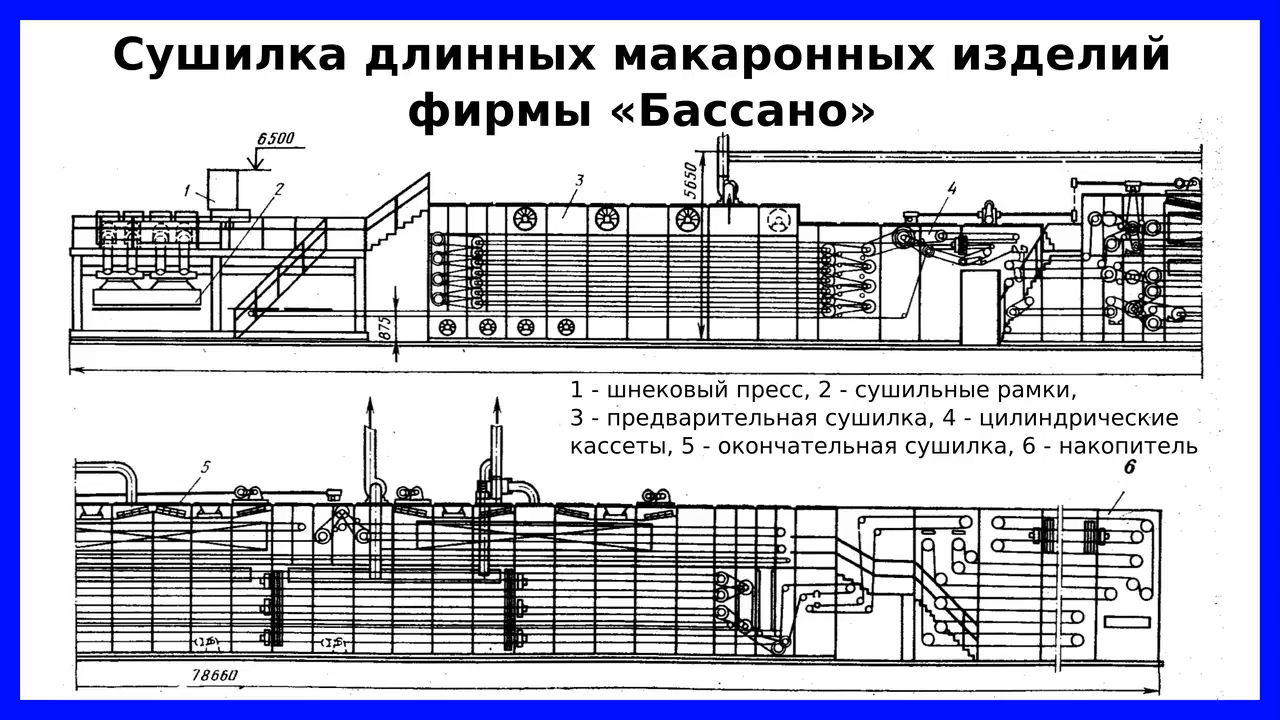 Сушилка длинных макаронных изделий
фирмы «Бассано»
6500
1
2
3
5650
4
875
1 - шнековый пресс, 2 - сушильные рамки,
3 - предварительная сушилка, 4 - цилиндрические
кассеты, 5 - окончательная сушилка, 6 - накопитель
5
6
78660